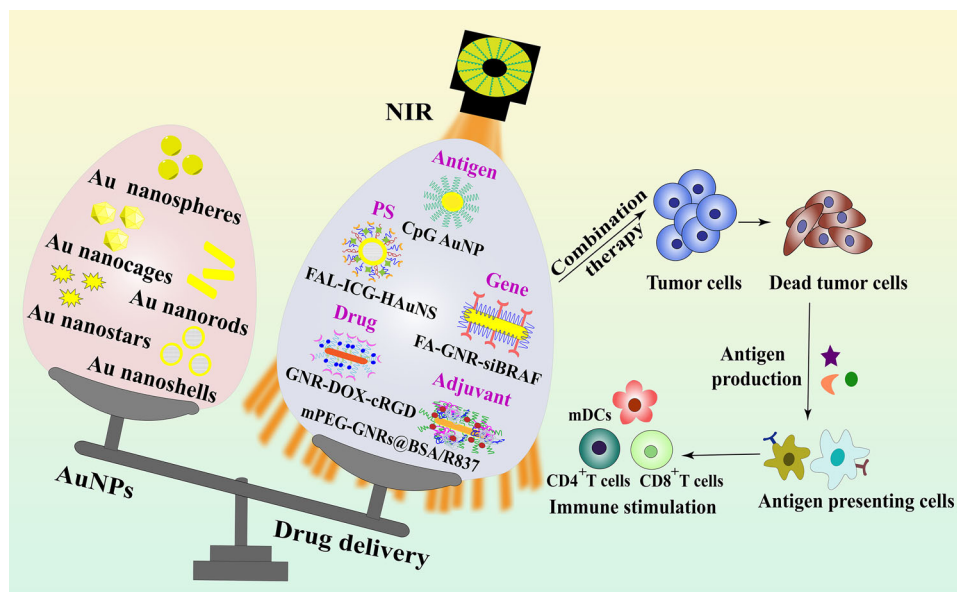 NIR
Au nanospheres
Au nanocages
Au nanorods
Au nanostars
Au nanoshells
AuNPs
Antigen
CpG AuNP
PS
FAL-ICG-HAuNS
Gene
FA-GNR-siBRAF
Drug
GNR-DOX-cRGD
Adjuvant
mPEG-GNRs@BSA/R837
Drug delivery
Combination
therapy
Tumor cells
Dead tumor cells
Antigen
production
Antigen presenting cells
mDCs
CD4+T cells
CD8+T cells
Immune stimulation